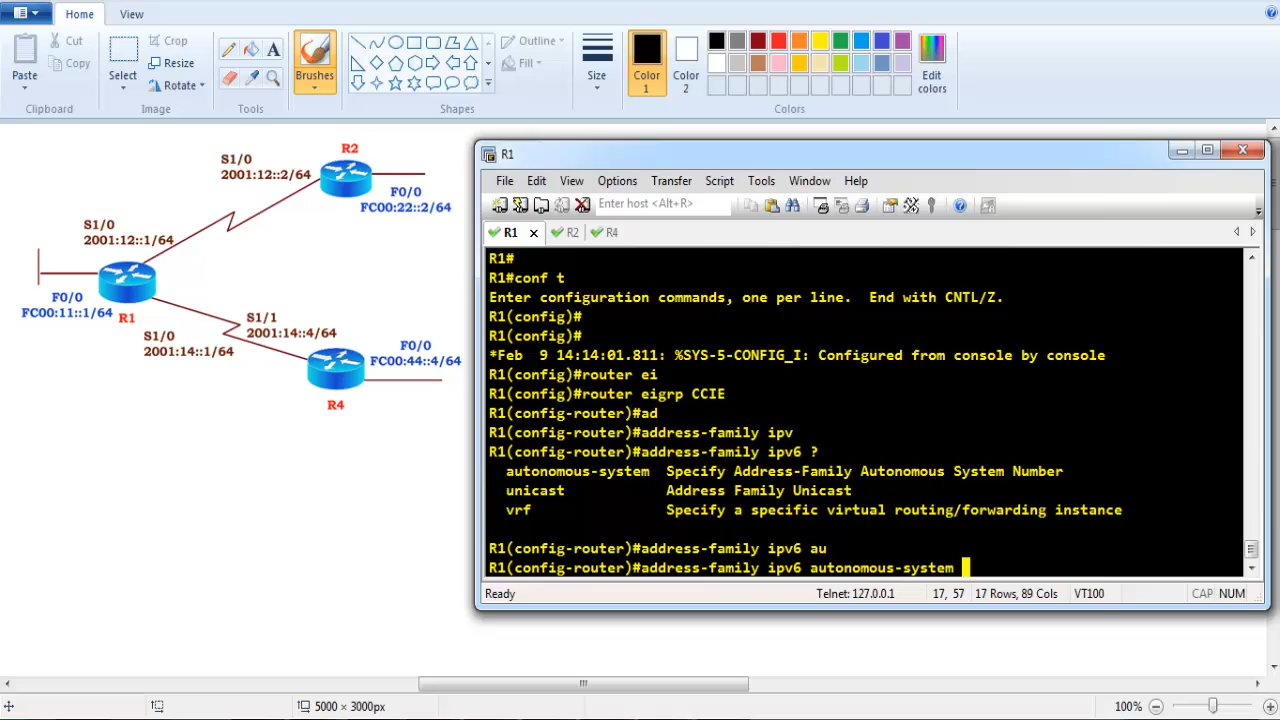 Home
View
Paste
Cut
Copy
Clipboard
Select
Crop
Resize
Rotate
Image
A
Tools
Brushes
Outline
Fill
Shapes
Size
Color
1
Color
2
Edit
colors
Colors
R2
S1/0
2001:12::2/64
F0/0
FC00:22::2/64
S1/0
2001:12::1/64
F0/0
FC00:11::1/64
R1
S1/1
2001:14::4/64
S1/0
2001:14::1/64
F0/0
FC00:44::4/64
R4
R1
File Edit View Options Transfer Script Tools Window Help
Enter host <Alt+R>
R1 R2 R4
R1#
R1#conf t
Enter configuration commands, one per line.  End with CNTL/Z.
R1(config)#
R1(config)#
*Feb  9 14:14:01.811: %SYS-5-CONFIG_I: Configured from console by console
R1(config)#router ei
R1(config)#router eigrp CCIE
R1(config-router)#ad
R1(config-router)#address-family ipv
R1(config-router)#address-family ipv6 ?
autonomous-system  Specify Address-Family Autonomous System Number
unicast            Address Family Unicast
vrf                Specify a specific virtual routing/forwarding instance
R1(config-router)#address-family ipv6 au
R1(config-router)#address-family ipv6 autonomous-system
Ready Telnet: 127.0.0.1 17, 57 17 Rows, 89 Cols VT100 CAP NUM
5000 × 3000px 100%